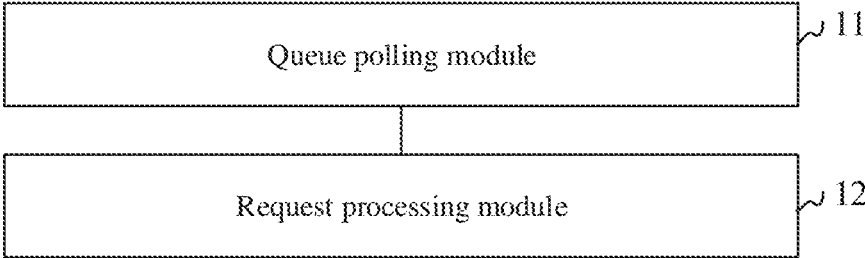 Queue polling module
11
Request processing module
12